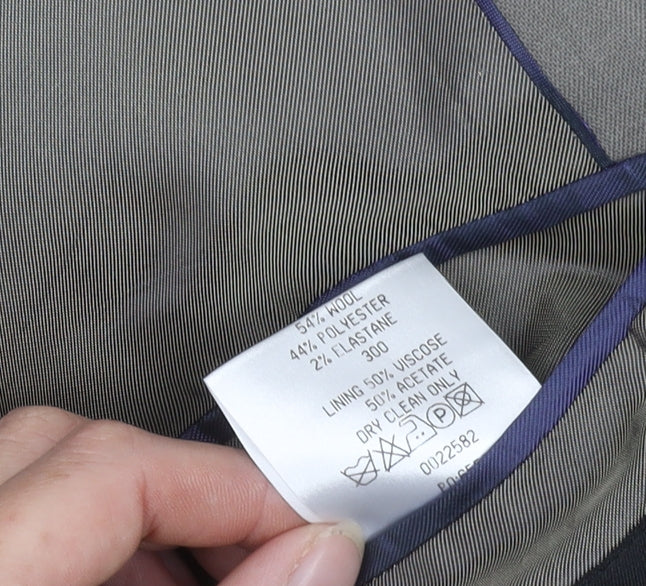 54% WOOL
44% POLYESTER
2% ELASTANE
300
LINING 50% VISCOSE
50% ACETATE
DRY CLEAN ONLY
P
0022582